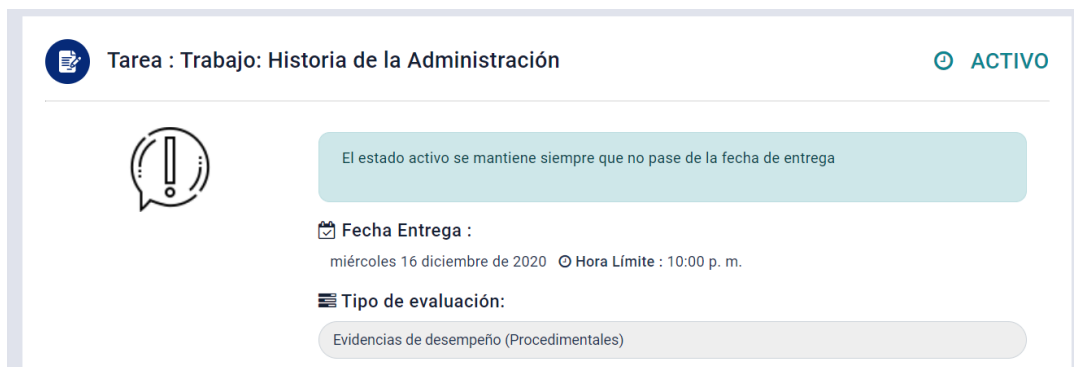 Tarea : Trabajo: Historia de la Administración
ACTIVO
El estado activo se mantiene siempre que no pase de la fecha de entrega
Fecha Entrega :
miércoles 16 diciembre de 2020 Hora Límite : 10:00 p. m.
Tipo de evaluación:
Evidencias de desempeño (Procedimentales)